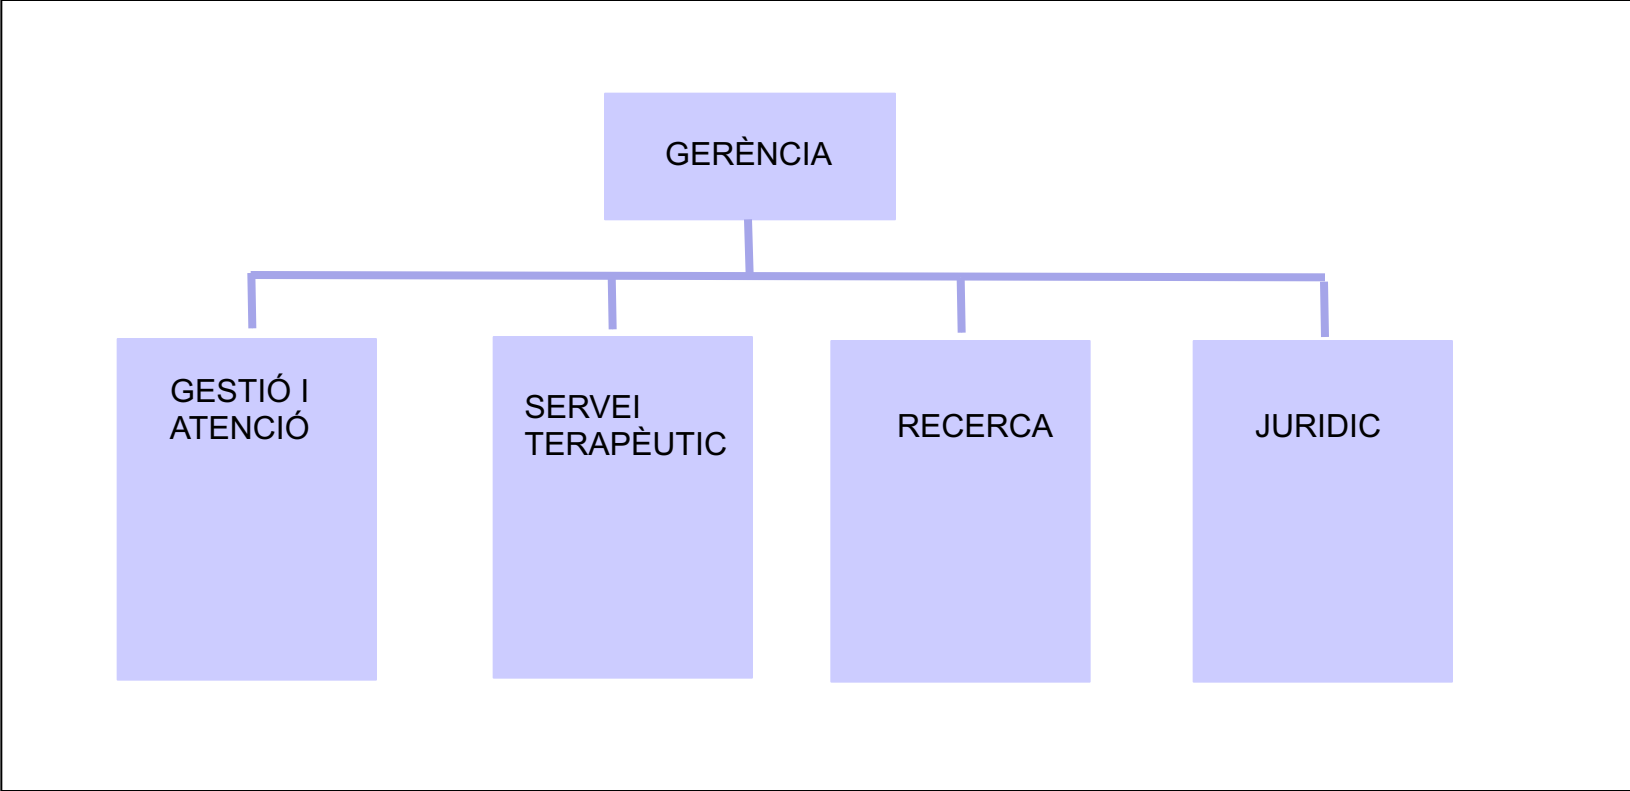 GERÈNCIA
GESTIÓ I
ATENCIÓ
SERVEI
TERAPÈUTIC
RECERCA
JURIDIC